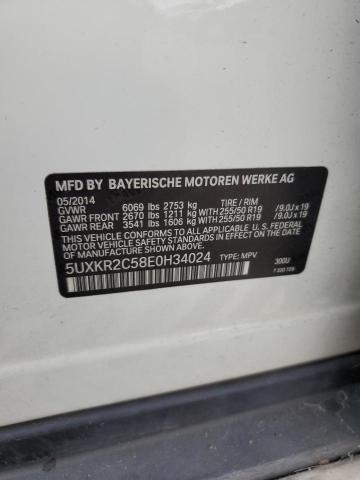 MFD BY BAYERISCHE MOTOREN WERKE AG
05/2014
GVWR 6069 lbs 2753 kg TIRE / RIM
GAWR FRONT 2670 lbs 1211 kg WITH 255/50 R19 / 9.0J x 19
GAWR REAR 3541 lbs 1606 kg WITH 255/50 R19 / 9.0J x 19
THIS VEHICLE CONFORMS TO ALL APPLICABLE U.S. FEDERAL
MOTOR VEHICLE SAFETY STANDARDS IN EFFECT ON THE
DATE OF MANUFACTURE SHOWN ABOVE.
5UXKR2C58E0H34024 TYPE: MPV 300U